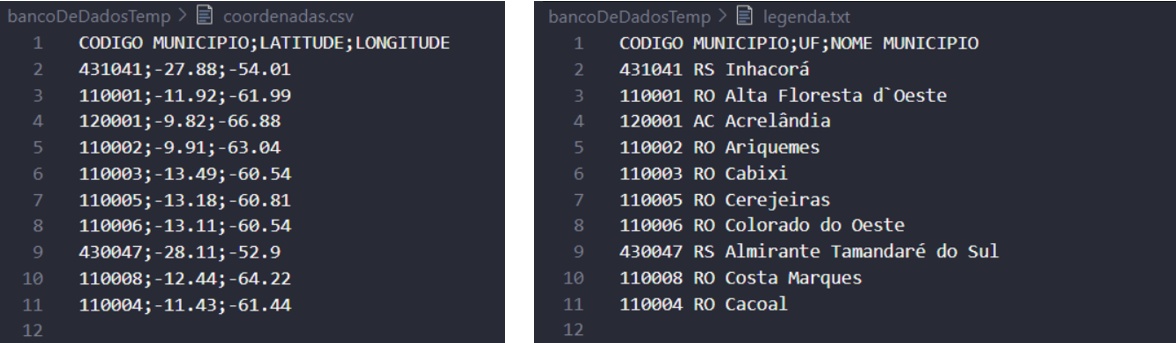 bancoDeDadosTemp > coordenadas.csv
1 CODIGO MUNICIPIO;LATITUDE;LONGITUDE
2 431041;-27.88;-54.01
3 110001;-11.92;-61.99
4 120001;-9.82;-66.88
5 110002;-9.91;-63.04
6 110003;-13.49;-60.54
7 110005;-13.18;-60.81
8 110006;-13.11;-60.54
9 430047;-28.11;-52.9
10 110008;-12.44;-64.22
11 110004;-11.43;-61.44
12
bancoDeDadosTemp > legenda.txt
1 CODIGO MUNICIPIO;UF;NOME MUNICIPIO
2 431041 RS Inhacorá
3 110001 RO Alta Floresta d`Oeste
4 120001 AC Acrelândia
5 110002 RO Ariquemes
6 110003 RO Cabixi
7 110005 RO Cerejeiras
8 110006 RO Colorado do Oeste
9 430047 RS Almirante Tamandaré do Sul
10 110008 RO Costa Marques
11 110004 RO Cacoal
12